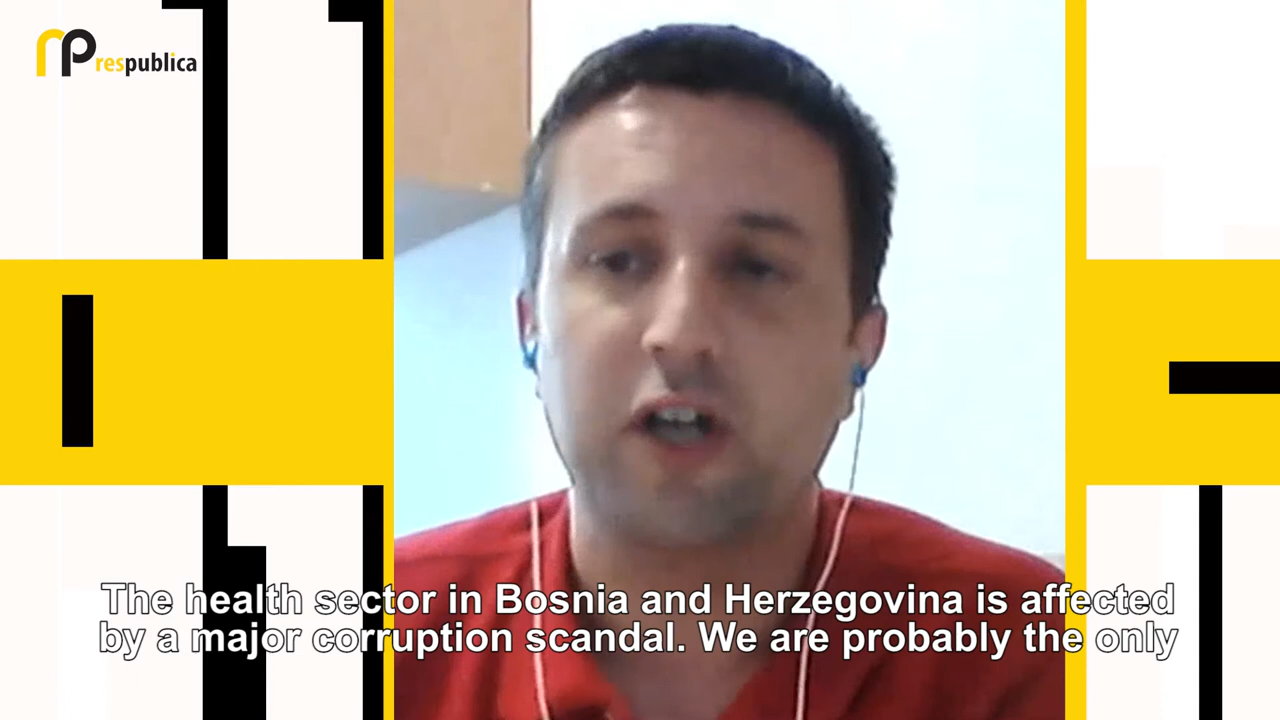 respublica
The health sector in Bosnia and Herzegovina is affected
by a major corruption scandal. We are probably the only